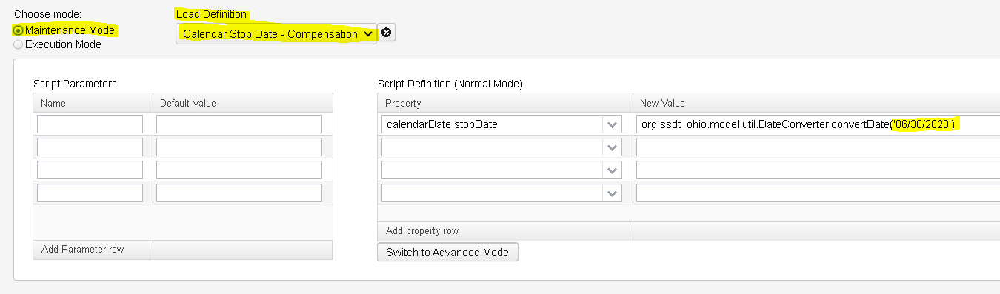 Choose mode:
Load Definition
Maintenance Mode
Calendar Stop Date - Compensation
Execution Mode
Script Parameters
Script Definition (Normal Mode)
Name
Default Value
Property
New Value
calendarDate.stopDate
org.ssdt_ohio.model.util.DateConverter.convertDate('06/30/2023')
Add property row
Add Parameter row
Switch to Advanced Mode